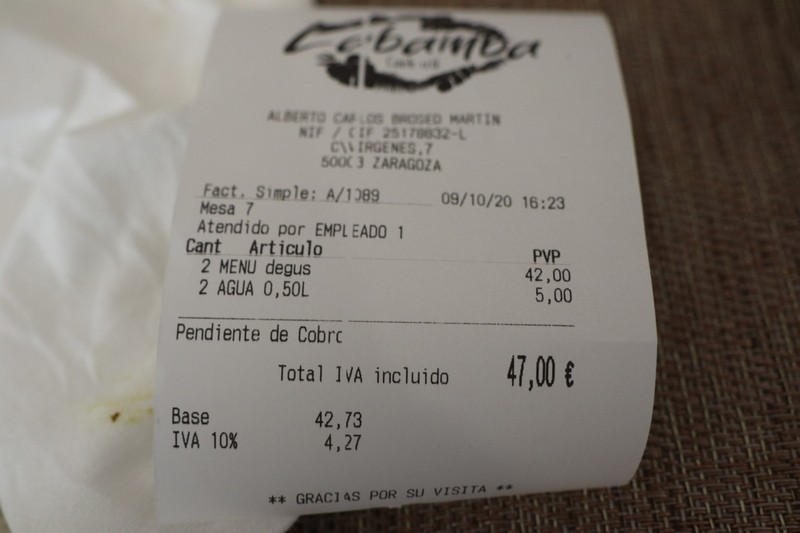 ALBERTO CARLOS BROSED MARTIN
NIF / CIF 25178832-L
C\VIRGENES,7
50003 ZARAGOZA
Fact. Simple: A/1089 09/10/20 16:23
Mesa 7
Atendido por EMPLEADO 1
Cant Articulo PVP
2 MENU degus 42,00
2 AGUA 0,50L 5,00
Pendiente de Cobro
Total IVA incluido 47,00 €
Base 42,73
IVA 10% 4,27
** GRACIAS POR SU VISITA **